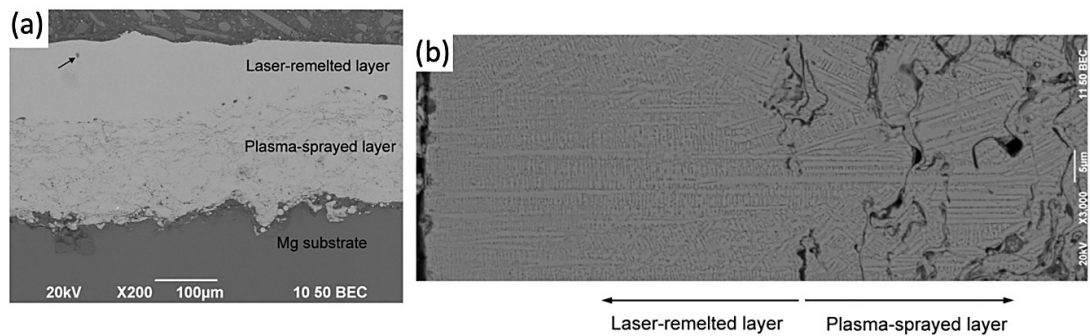 (a)
Laser-remelted layer
Plasma-sprayed layer
Mg substrate
20kV X200 100μm 10 50 BEC
(b)
20kV X3,000 5μm 11 50 BEC
Laser-remelted layer Plasma-sprayed layer